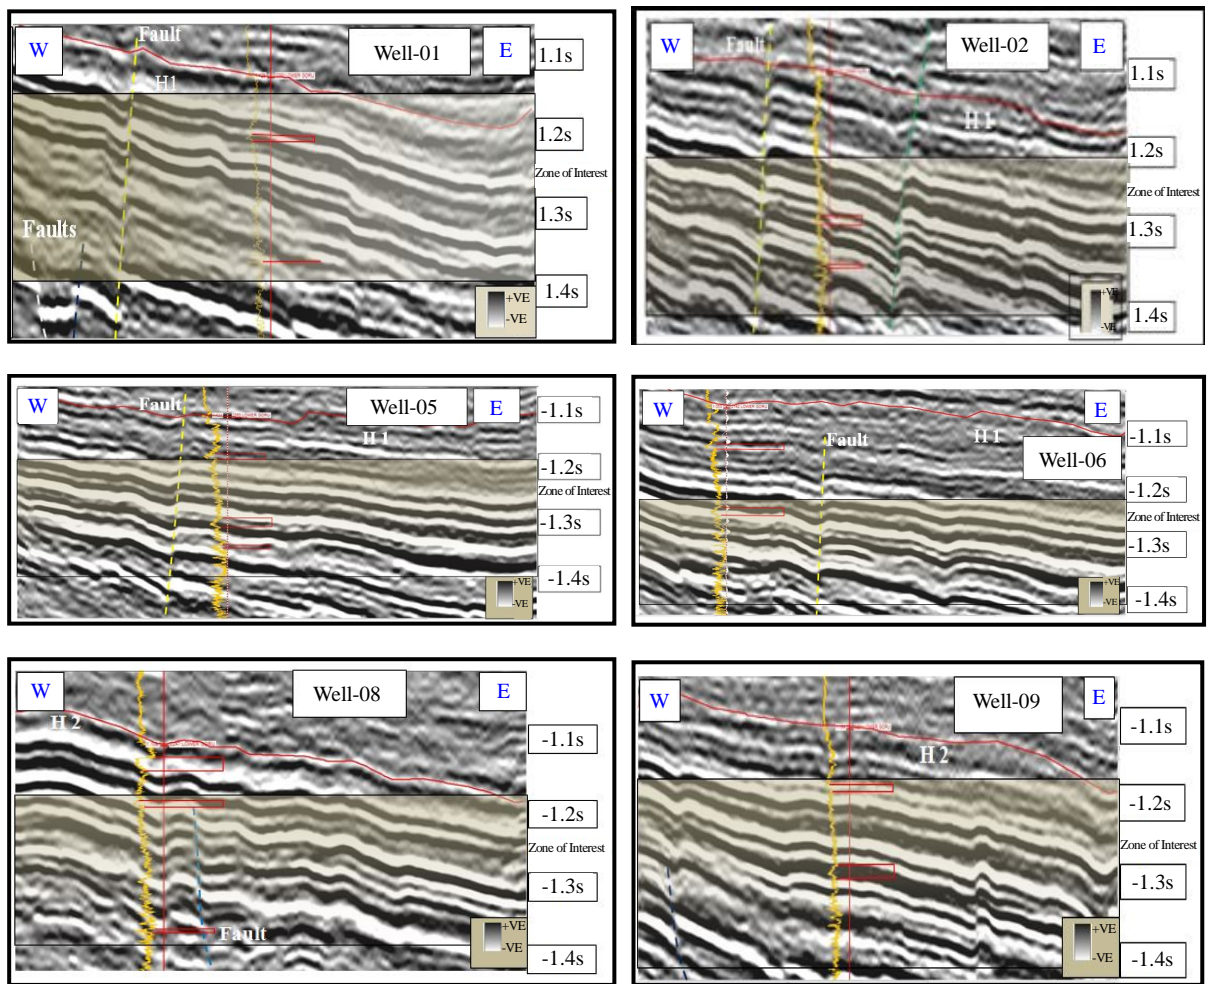 W
Fault
Well-01
E
1.1s
H1
1.2s
Zone of Interest
1.3s
Faults
1.4s
+VE
-VE
W
Fault
Well-02
E
1.1s
H 1
1.2s
Zone of Interest
1.3s
+VE
-VE
1.4s
W
Fault
Well-05
E
-1.1s
H 1
-1.2s
Zone of Interest
-1.3s
-1.4s
+VE
-VE
W
E
-1.1s
H 1
Fault
Well-06
-1.2s
Zone of Interest
-1.3s
+VE
-VE
-1.4s
W
Well-08
E
H 2
-1.1s
-1.2s
Zone of Interest
-1.3s
Fault
+VE
-VE
-1.4s
W
Well-09
E
-1.1s
H 2
-1.2s
Zone of Interest
-1.3s
+VE
-VE
-1.4s